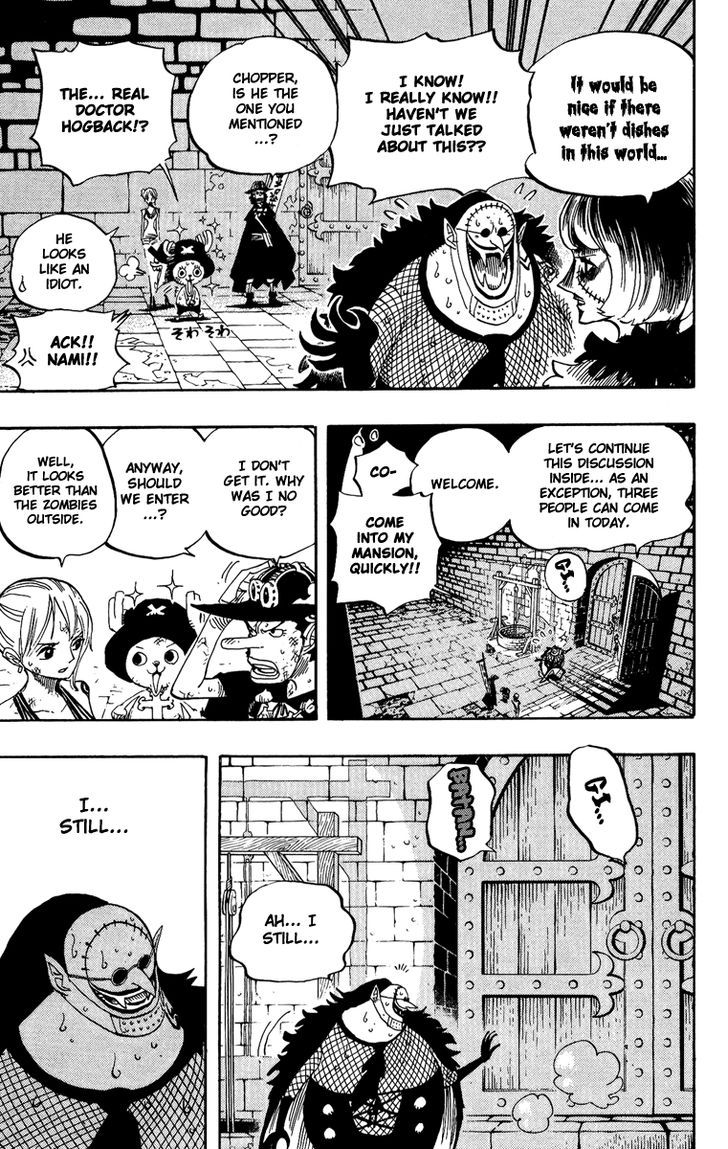 It would be
nice if there
weren't dishes
in this world...
I KNOW!
I REALLY KNOW!!
HAVEN'T WE
JUST TALKED
ABOUT THIS??
CHOPPER,
IS HE THE
ONE YOU
MENTIONED
...?
THE... REAL
DOCTOR
HOGBACK!?
HE
LOOKS
LIKE AN
IDIOT.
ACK!!
NAMI!!
そわそわ
LET'S CONTINUE
THIS DISCUSSION
INSIDE... AS AN
EXCEPTION, THREE
PEOPLE CAN COME
IN TODAY.
WELCOME.
CO-
COME
INTO MY
MANSION,
QUICKLY!!
GI...
I DON'T
GET IT. WHY
WAS I NO
GOOD?
ANYWAY,
SHOULD
WE ENTER
...?
WELL,
IT LOOKS
BETTER THAN
THE ZOMBIES
OUTSIDE.
GI...
BATAN...
AH... I
STILL...
I...
STILL...